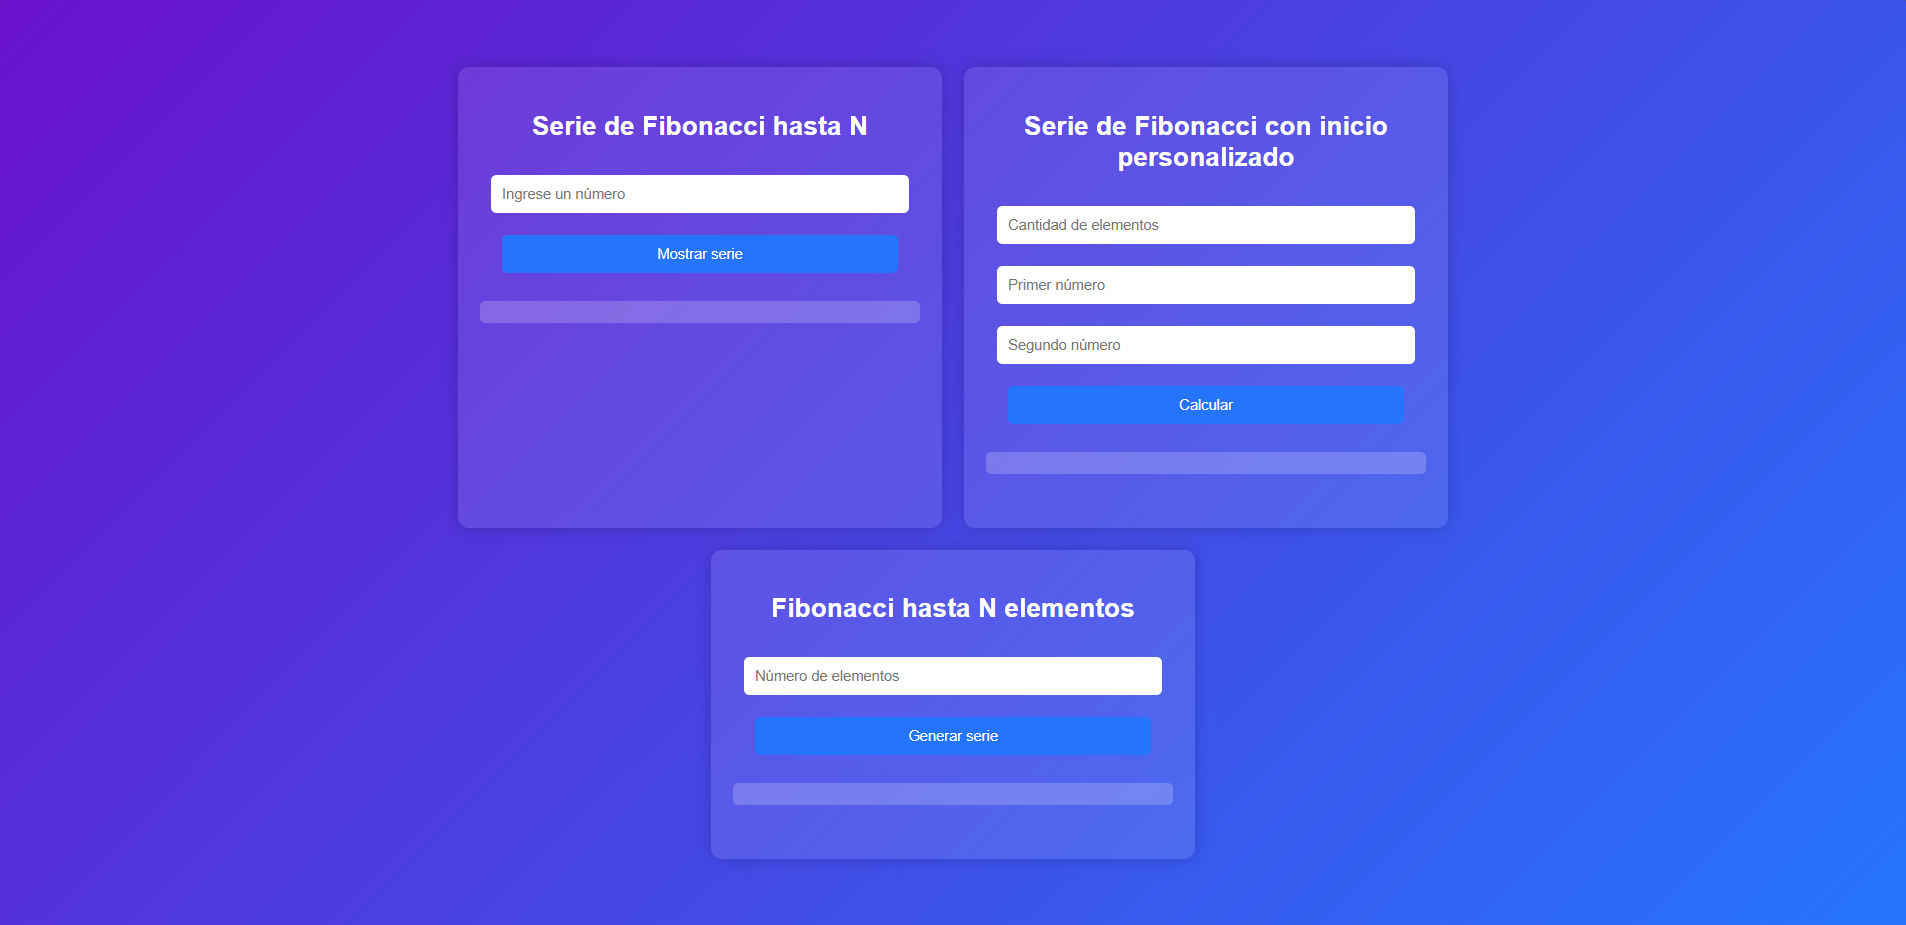 Serie de Fibonacci hasta N
Ingrese un número
Mostrar serie
Serie de Fibonacci con inicio
personalizado
Cantidad de elementos
Primer número
Segundo número
Calcular
Fibonacci hasta N elementos
Número de elementos
Generar serie